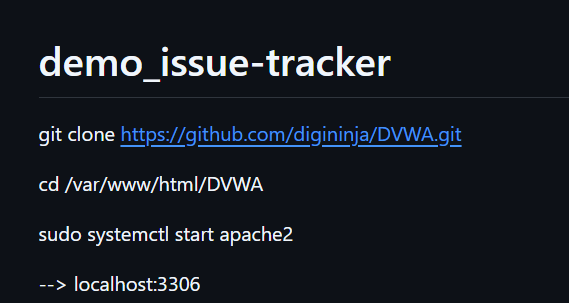 demo_issue-tracker
git clone https://github.com/digininja/DVWA.git
cd /var/www/html/DVWA
sudo systemctl start apache2
--> localhost:3306